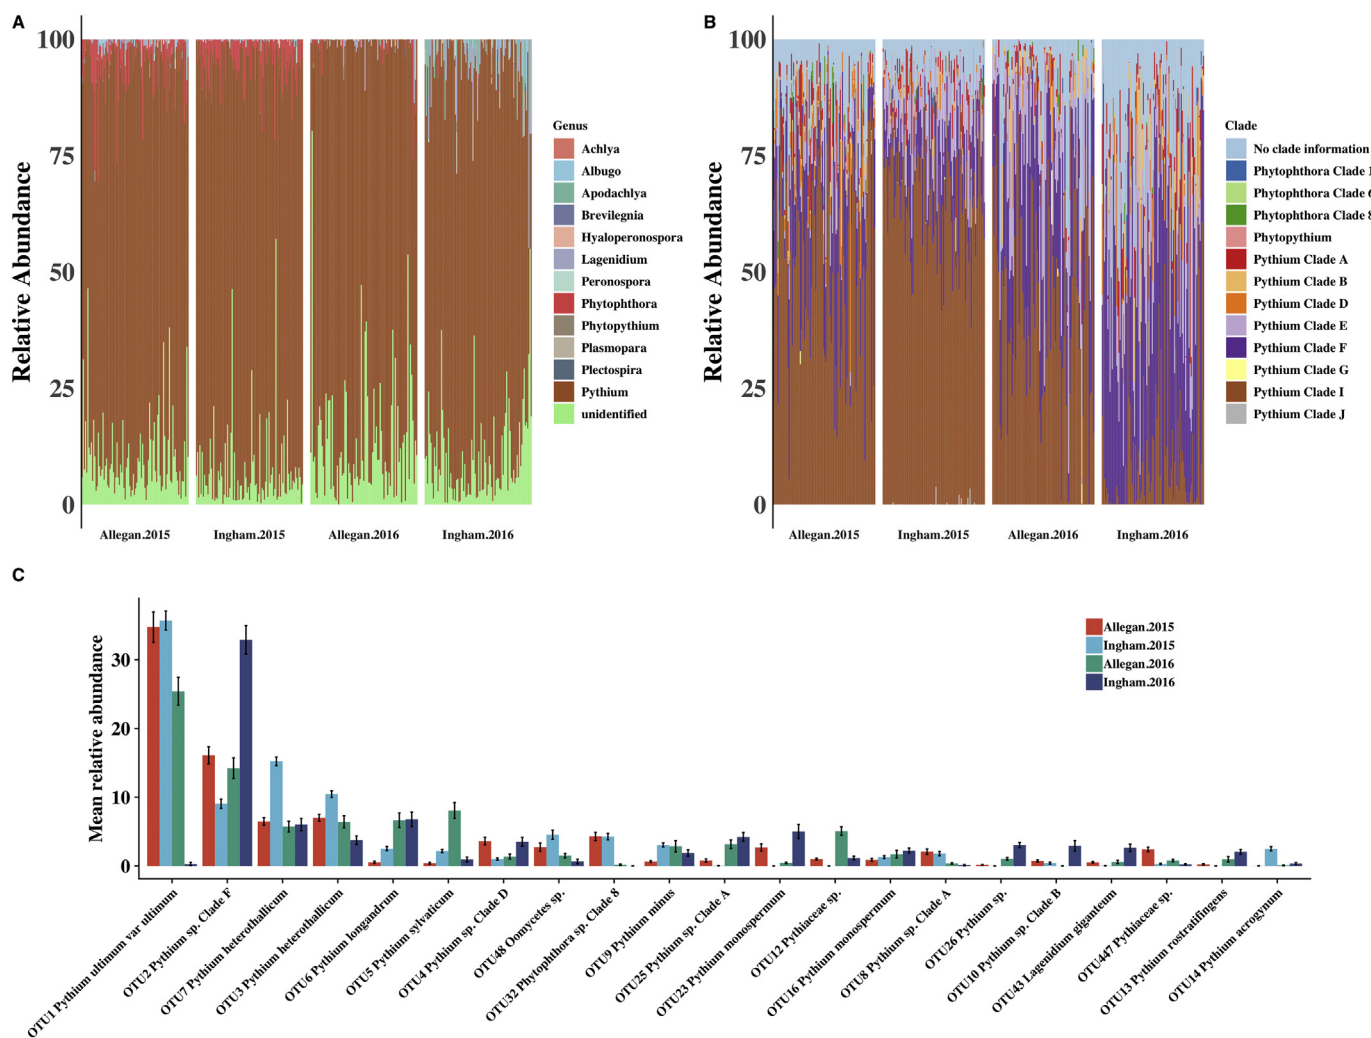 A
Relative Abundance
100
75
50
25
0
Allegan.2015
Ingham.2015
Allegan.2016
Ingham.2016
Genus
Achlya
Albugo
Apodachlya
Brevilegnia
Hyaloperonospora
Lagenidium
Peronospora
Phytophthora
Phytopythium
Plasmopara
Plectospira
Pythium
unidentified
B
Relative Abundance
100
75
50
25
0
Allegan.2015
Ingham.2015
Allegan.2016
Ingham.2016
Clade
No clade information
Phytophthora Clade 1
Phytophthora Clade 6
Phytophthora Clade 8
Phytopythium
Pythium Clade A
Pythium Clade B
Pythium Clade D
Pythium Clade E
Pythium Clade F
Pythium Clade G
Pythium Clade I
Pythium Clade J
C
Mean relative abundance
30
20
10
0
Allegan.2015
Ingham.2015
Allegan.2016
Ingham.2016
OTU1 Pythium ultimum var ultimum
OTU2 Pythium sp. Clade F
OTU7 Pythium heterothallicum
OTU3 Pythium heterothallicum
OTU6 Pythium longandrum
OTU5 Pythium sylvaticum
OTU4 Pythium sp. Clade D
OTU48 Oomycetes sp.
OTU32 Phytophthora sp. Clade 8
OTU9 Pythium minus
OTU25 Pythium sp. Clade A
OTU23 Pythium monospermum
OTU12 Pythiaceae sp.
OTU16 Pythium monospermum
OTU8 Pythium sp. Clade A
OTU26 Pythium sp.
OTU10 Pythium sp. Clade B
OTU43 Lagenidium giganteum
OTU447 Pythiaceae sp.
OTU13 Pythium rostratifingens
OTU14 Pythium acrogynum